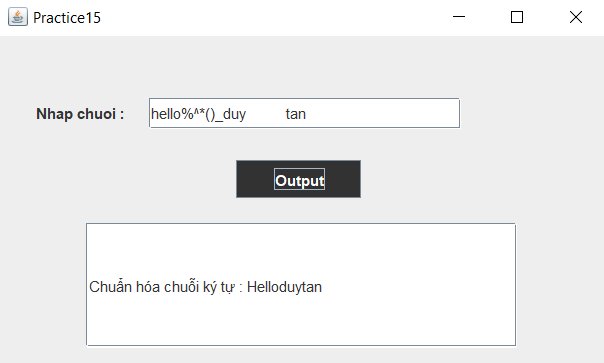 Practice15
Nhap chuoi : hello%^*()_duy          tan
Output
Chuẩn hóa chuỗi ký tự : Helloduytan